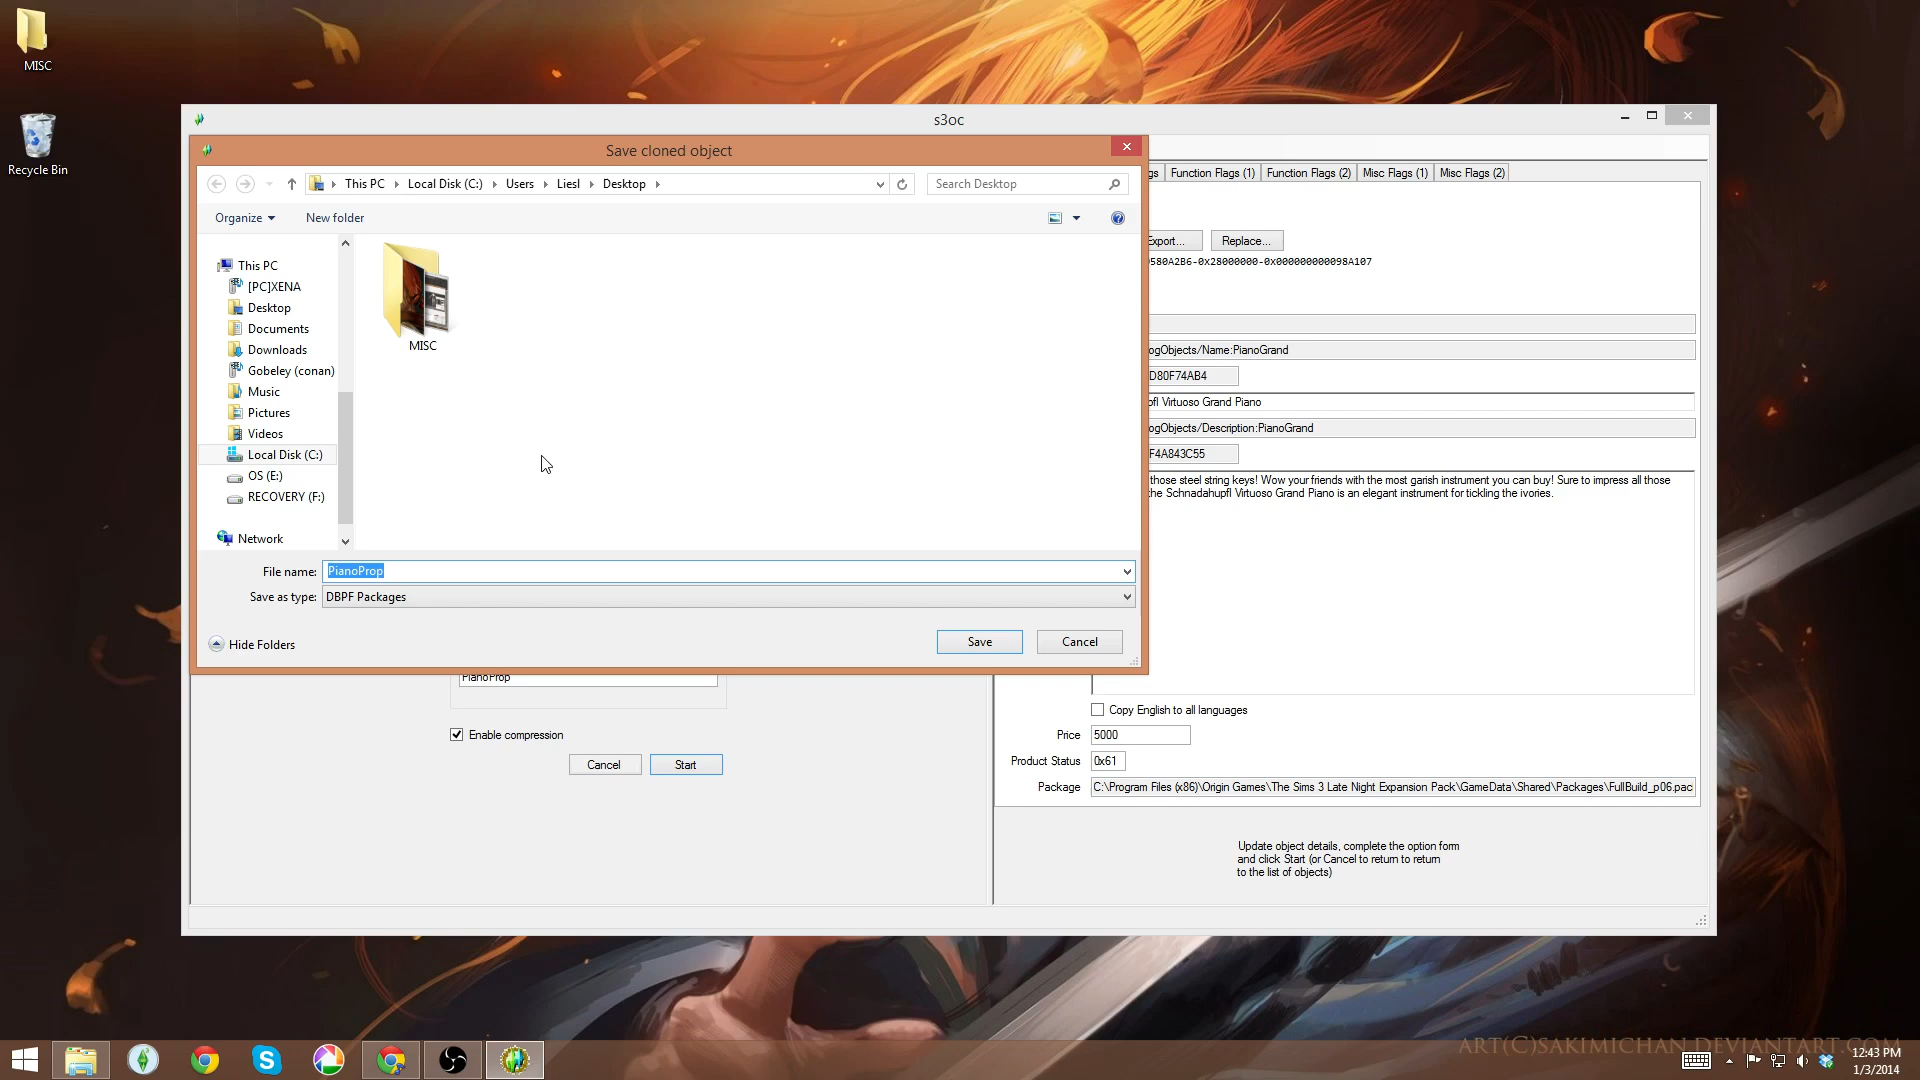 MISC
Recycle Bin
s3oc
Save cloned object
This PC
Local Disk (C:)
Users
Liesl
Desktop
Search Desktop
Organize
New folder
This PC
[PC]XENA
Desktop
Documents
Downloads
Gobeley (conan)
Music
Pictures
Videos
Local Disk (C:)
OS (E:)
RECOVERY (F:)
Network
MISC
File name: PianoProp
Save as type: DBPF Packages
Hide Folders
Save
Cancel
Function Flags (1)
Function Flags (2)
Misc Flags (1)
Misc Flags (2)
Export...
Replace...
580A2B6-0x28000000-0x000000000098A107
ogObjects/Name:PianoGrand
D80F74AB4
pfl Virtuoso Grand Piano
ogObjects/Description:PianoGrand
F4A843C55
those steel string keys! Wow your friends with the most garish instrument you can buy! Sure to impress all those
the Schnadahupfl Virtuoso Grand Piano is an elegant instrument for tickling the ivories.
PianoProp
Enable compression
Cancel
Start
Copy English to all languages
Price 5000
Product Status 0x61
Package C:\Program Files (x86)\Origin Games\The Sims 3 Late Night Expansion Pack\GameData\Shared\Packages\FullBuild_p06.pac
Update object details, complete the option form
and click Start (or Cancel to return to return
to the list of objects)
ART(C)SAKIMICHAN.DEVIANTART.COM
12:43 PM
1/3/2014